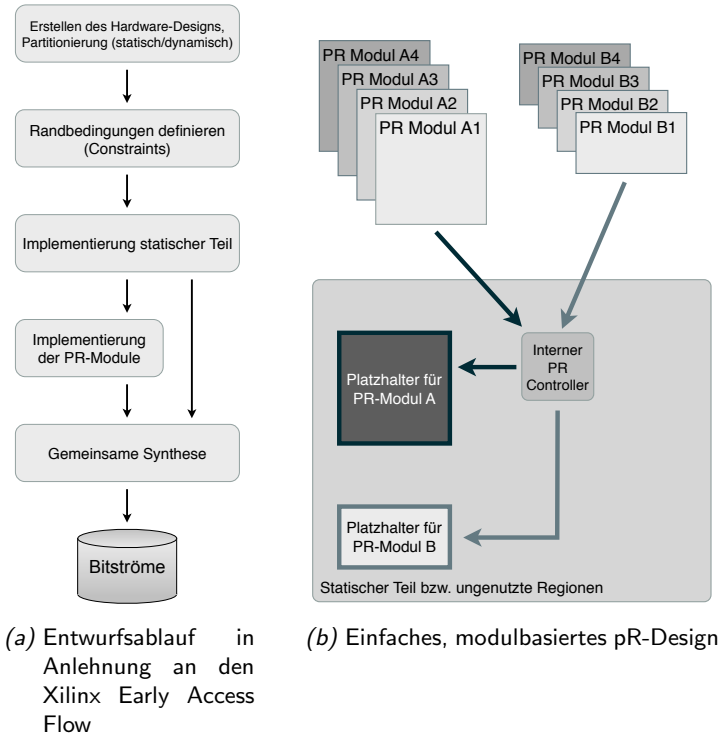 Erstellen des Hardware-Designs,
Partitionierung (statisch/dynamisch)
Randbedingungen definieren
(Constraints)
Implementierung statischer Teil
Implementierung
der PR-Module
Gemeinsame Synthese
Bitströme
(a) Entwurfsablauf in
Anlehnung an den
Xilinx Early Access
Flow
PR Modul A4
PR Modul A3
PR Modul A2
PR Modul A1
PR Modul B4
PR Modul B3
PR Modul B2
PR Modul B1
Interner
PR
Controller
Platzhalter für
PR-Modul A
Platzhalter für
PR-Modul B
Statischer Teil bzw. ungenutzte Regionen
(b) Einfaches, modulbasiertes pR-Design